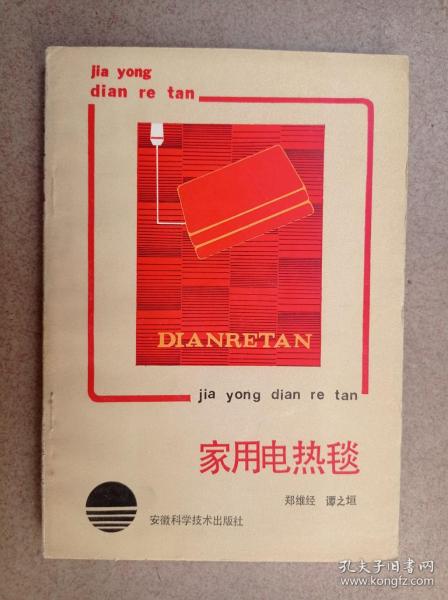 jia yong
dian re tan
DIANRETAN
jia yong dian re tan
家用电热毯
郑维经 谭之垣
安徽科学技术出版社
孔夫子旧书网
www.kongfz.com